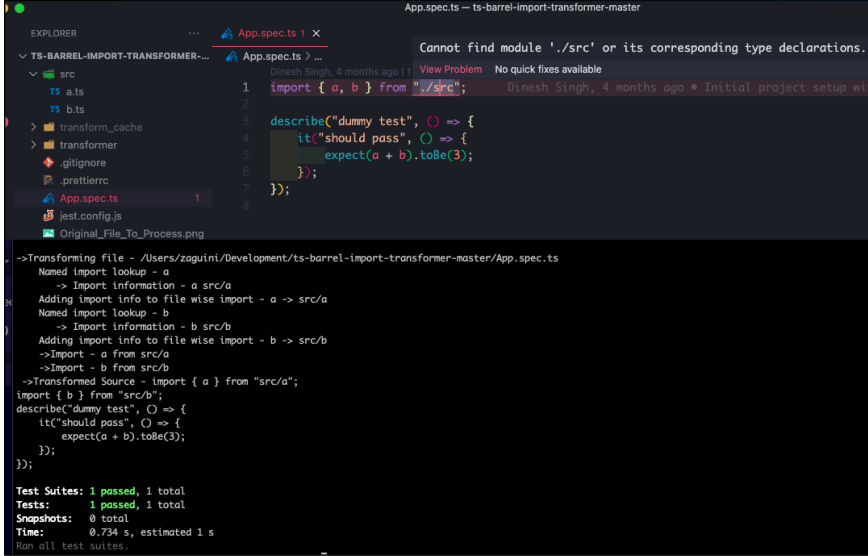 App.spec.ts — ts-barrel-import-transformer-master
EXPLORER
...
App.spec.ts 1 ×
TS-BARREL-IMPORT-TRANSFORMER-...
App.spec.ts > ...
Cannot find module './src' or its corresponding type declarations.
View Problem No quick fixes available
src
TS a.ts
TS b.ts
transform_cache
transformer
.gitignore
.prettierrc
App.spec.ts 1
jest.config.js
Original_File_To_Process.png
Dinesh Singh, 4 months ago | 1
1 import { a, b } from "./src"; Dinesh Singh, 4 months ago • Initial project setup wi
2
3 describe("dummy test", () => {
4 it("should pass", () => {
5 expect(a + b).toBe(3);
6 });
7 });
8
->Transforming file - /Users/zaguini/Development/ts-barrel-import-transformer-master/App.spec.ts
Named import lookup - a
-> Import information - a src/a
Adding import info to file wise import - a -> src/a
Named import lookup - b
-> Import information - b src/b
Adding import info to file wise import - b -> src/b
->Import - a from src/a
->Import - b from src/b
->Transformed Source - import { a } from "src/a";
import { b } from "src/b";
describe("dummy test", () => {
it("should pass", () => {
expect(a + b).toBe(3);
});
});
Test Suites: 1 passed, 1 total
Tests: 1 passed, 1 total
Snapshots: 0 total
Time: 0.734 s, estimated 1 s
Ran all test suites.